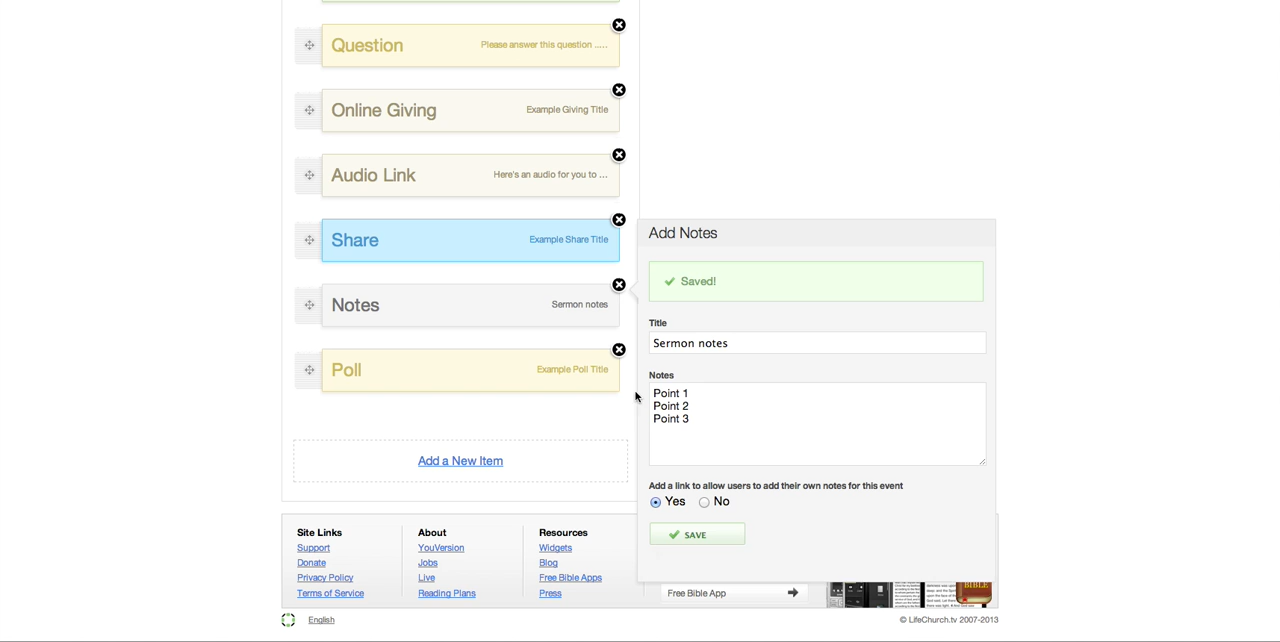 Question Please answer this question .....
Online Giving Example Giving Title
Audio Link Here's an audio for you to ...
Share Example Share Title
Notes Sermon notes
Poll Example Poll Title
Add a New Item
Add Notes
Saved!
Title
Sermon notes
Notes
Point 1
Point 2
Point 3
Add a link to allow users to add their own notes for this event
Yes No
SAVE
Site Links
Support
Donate
Privacy Policy
Terms of Service
About
YouVersion
Jobs
Live
Reading Plans
Resources
Widgets
Blog
Free Bible Apps
Press
Free Bible App
BIBLE
English
© LifeChurch.tv 2007-2013